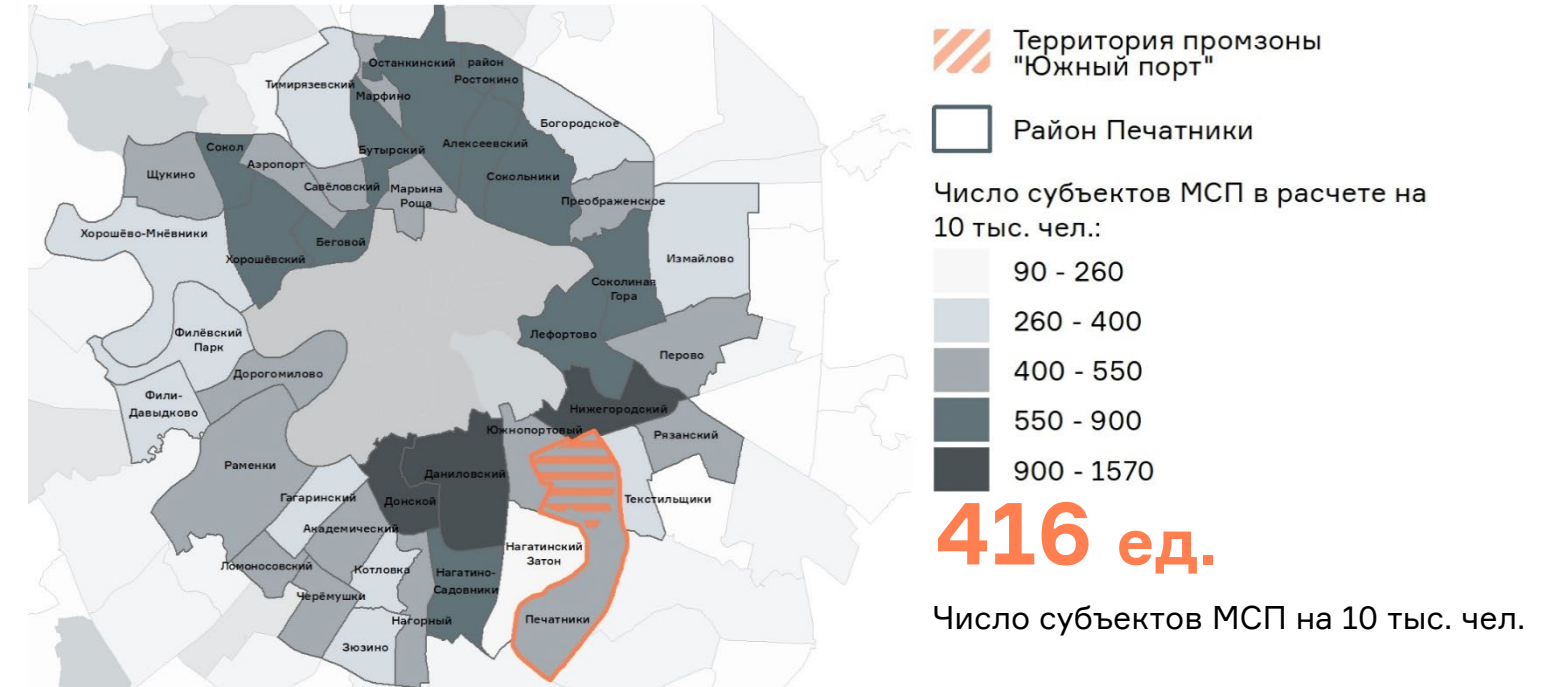 Останкинский район
Ростокино
Тимирязевский
Марфино
Богородское
Сокол
Бутырский
Алексеевский
Аэропорт
Щукино
Сокольники
Савёловский
Марьина
Роща
Преображенское
Хорошёво-Мнёвники
Беговой
Хорошёвский
Измайлово
Соколиная
Гора
Филёвский
Парк
Лефортово
Перово
Дорогомилово
Фили-
Давыдково
Нижегородский
Южнопортовый
Рязанский
Раменки
Даниловский
Гагаринский
Донской
Текстильщики
Академический
Нагатинский
Затон
Ломоносовский
Котловка
Нагатино-
Садовники
Черёмушки
Нагорный
Печатники
Зюзино
Территория промзоны
"Южный порт"
Район Печатники
Число субъектов МСП в расчете на
10 тыс. чел.:
90 - 260
260 - 400
400 - 550
550 - 900
900 - 1570
416 ед.
Число субъектов МСП на 10 тыс. чел.